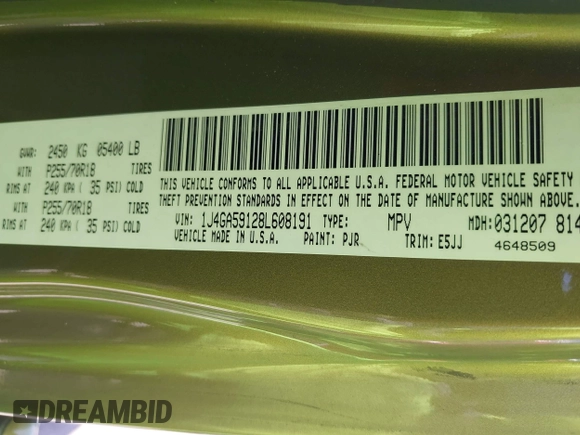 GVWR: 2450 KG 05400 LB
WITH P255/70R18 TIRES
RIMS AT 240 KPA ( 35 PSI) COLD
WITH P255/70R18 TIRES
RIMS AT 240 KPA ( 35 PSI) COLD
THIS VEHICLE CONFORMS TO ALL APPLICABLE U.S.A. FEDERAL MOTOR VEHICLE SAFETY
THEFT PREVENTION STANDARDS IN EFFECT ON THE DATE OF MANUFACTURE SHOWN ABOVE.
VIN: 1J4GA59128L608191 TYPE: MPV MDH: 031207 814
VEHICLE MADE IN U.S.A. PAINT: PJR TRIM: E5JJ 4648509
DREAMBID